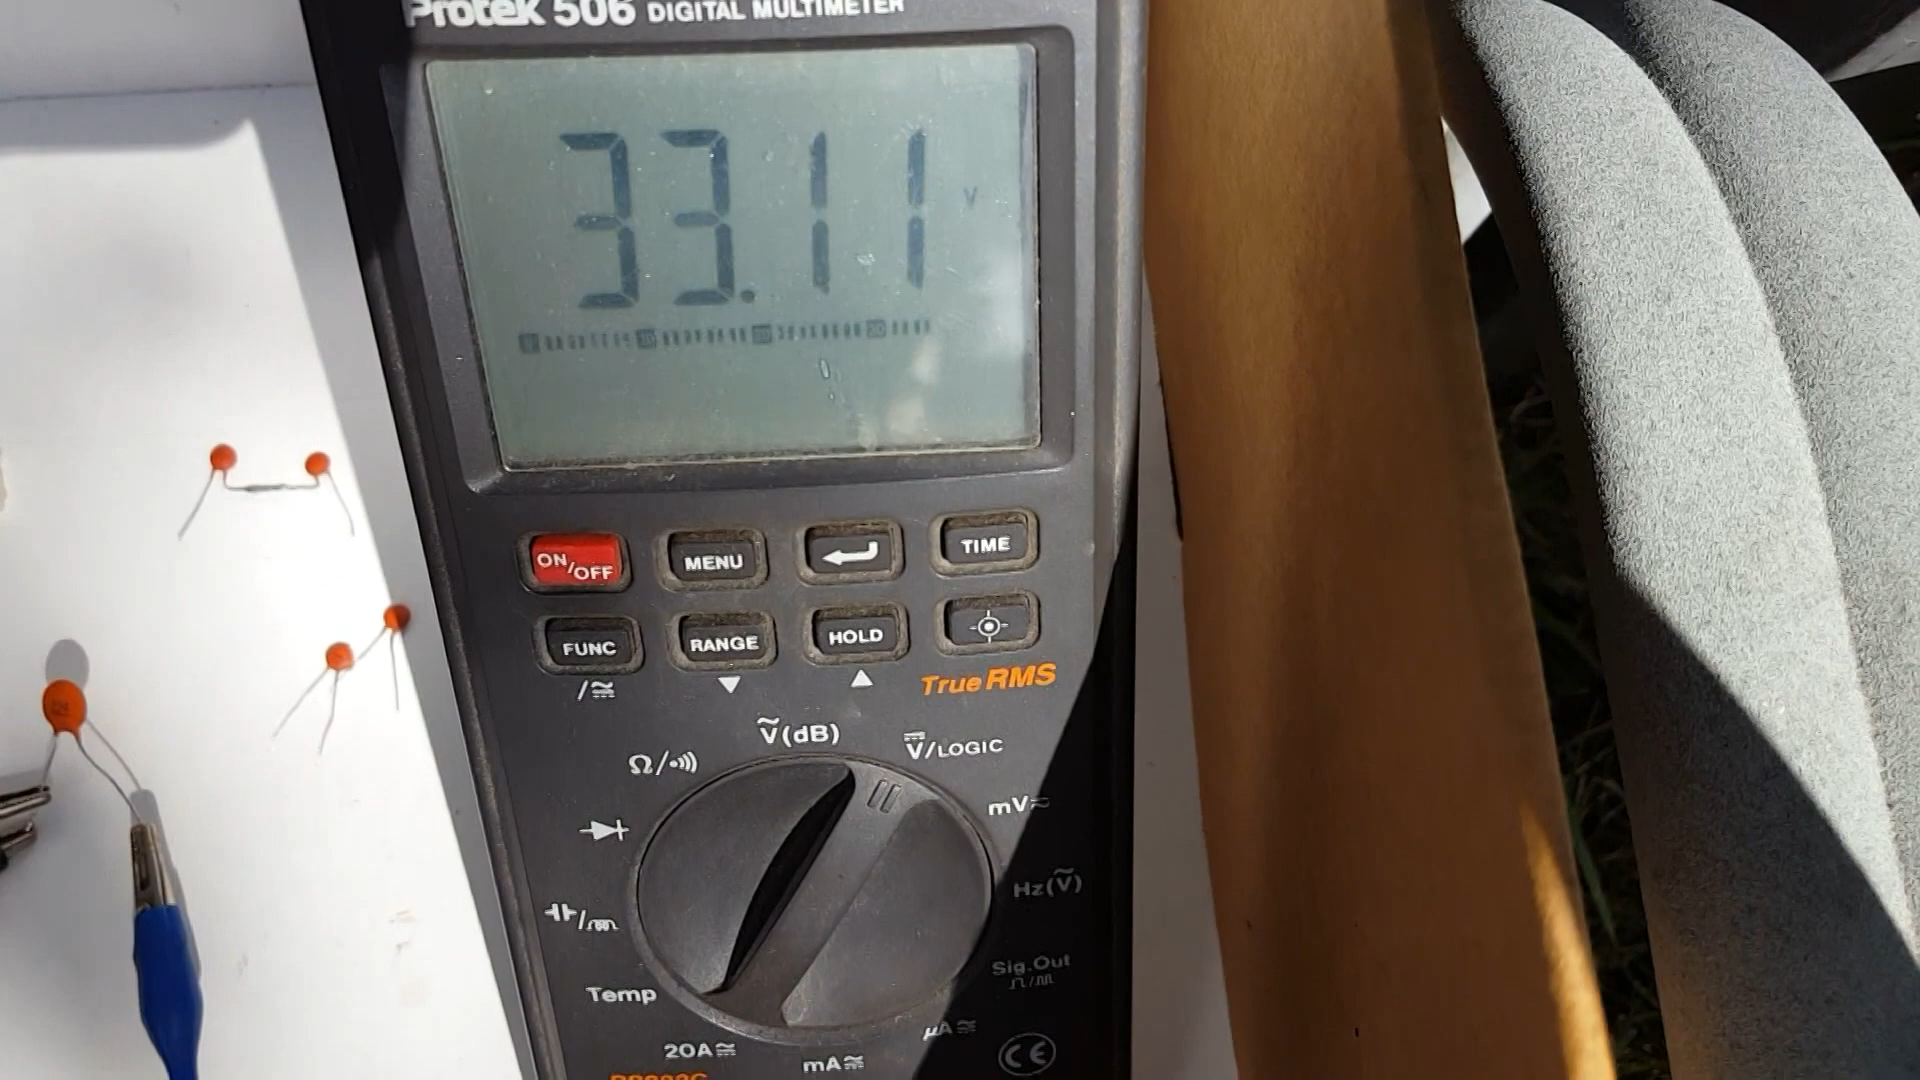 Protek 506 DIGITAL MULTIMETER
33.11 V
ON/OFF MENU TIME
FUNC RANGE HOLD
True RMS
Ṽ(dB)
Ω
V/LOGIC
mV
Hz(Ṽ)
Temp
Sig.Out
20A
mA
µA
CE